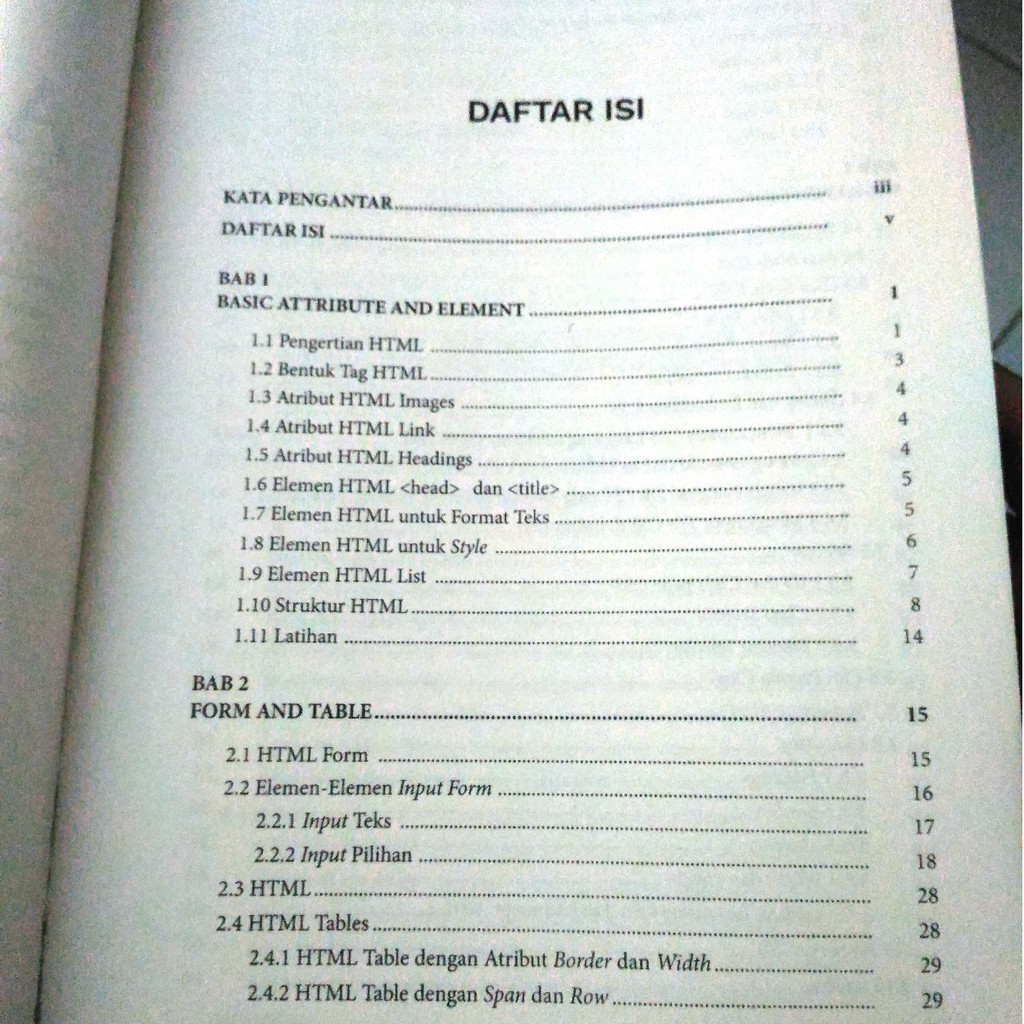 DAFTAR ISI
KATA PENGANTAR........ iii
DAFTAR ISI ........ v
BAB 1
BASIC ATTRIBUTE AND ELEMENT ........ 1
1.1 Pengertian HTML ........ 1
1.2 Bentuk Tag HTML ........ 3
1.3 Atribut HTML Images ........ 4
1.4 Atribut HTML Link ........ 4
1.5 Atribut HTML Headings ........ 4
1.6 Elemen HTML <head> dan <title> ........ 5
1.7 Elemen HTML untuk Format Teks ........ 5
1.8 Elemen HTML untuk Style ........ 6
1.9 Elemen HTML List ........ 7
1.10 Struktur HTML ........ 8
1.11 Latihan ........ 14
BAB 2
FORM AND TABLE ........ 15
2.1 HTML Form ........ 15
2.2 Elemen-Elemen Input Form ........ 16
2.2.1 Input Teks ........ 17
2.2.2 Input Pilihan ........ 18
2.3 HTML ........ 28
2.4 HTML Tables ........ 28
2.4.1 HTML Table dengan Atribut Border dan Width ........ 29
2.4.2 HTML Table dengan Span dan Row ........ 29